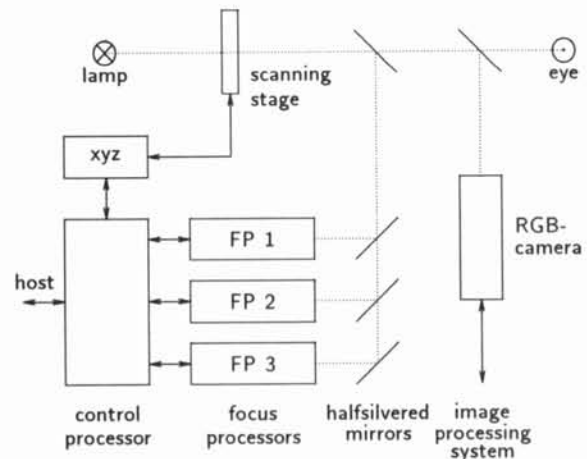 lamp
scanning
stage
eye
xyz
FP 1
RGB-
camera
host
FP 2
FP 3
control
processor
focus
processors
halfsilvered
mirrors
image
processing
system